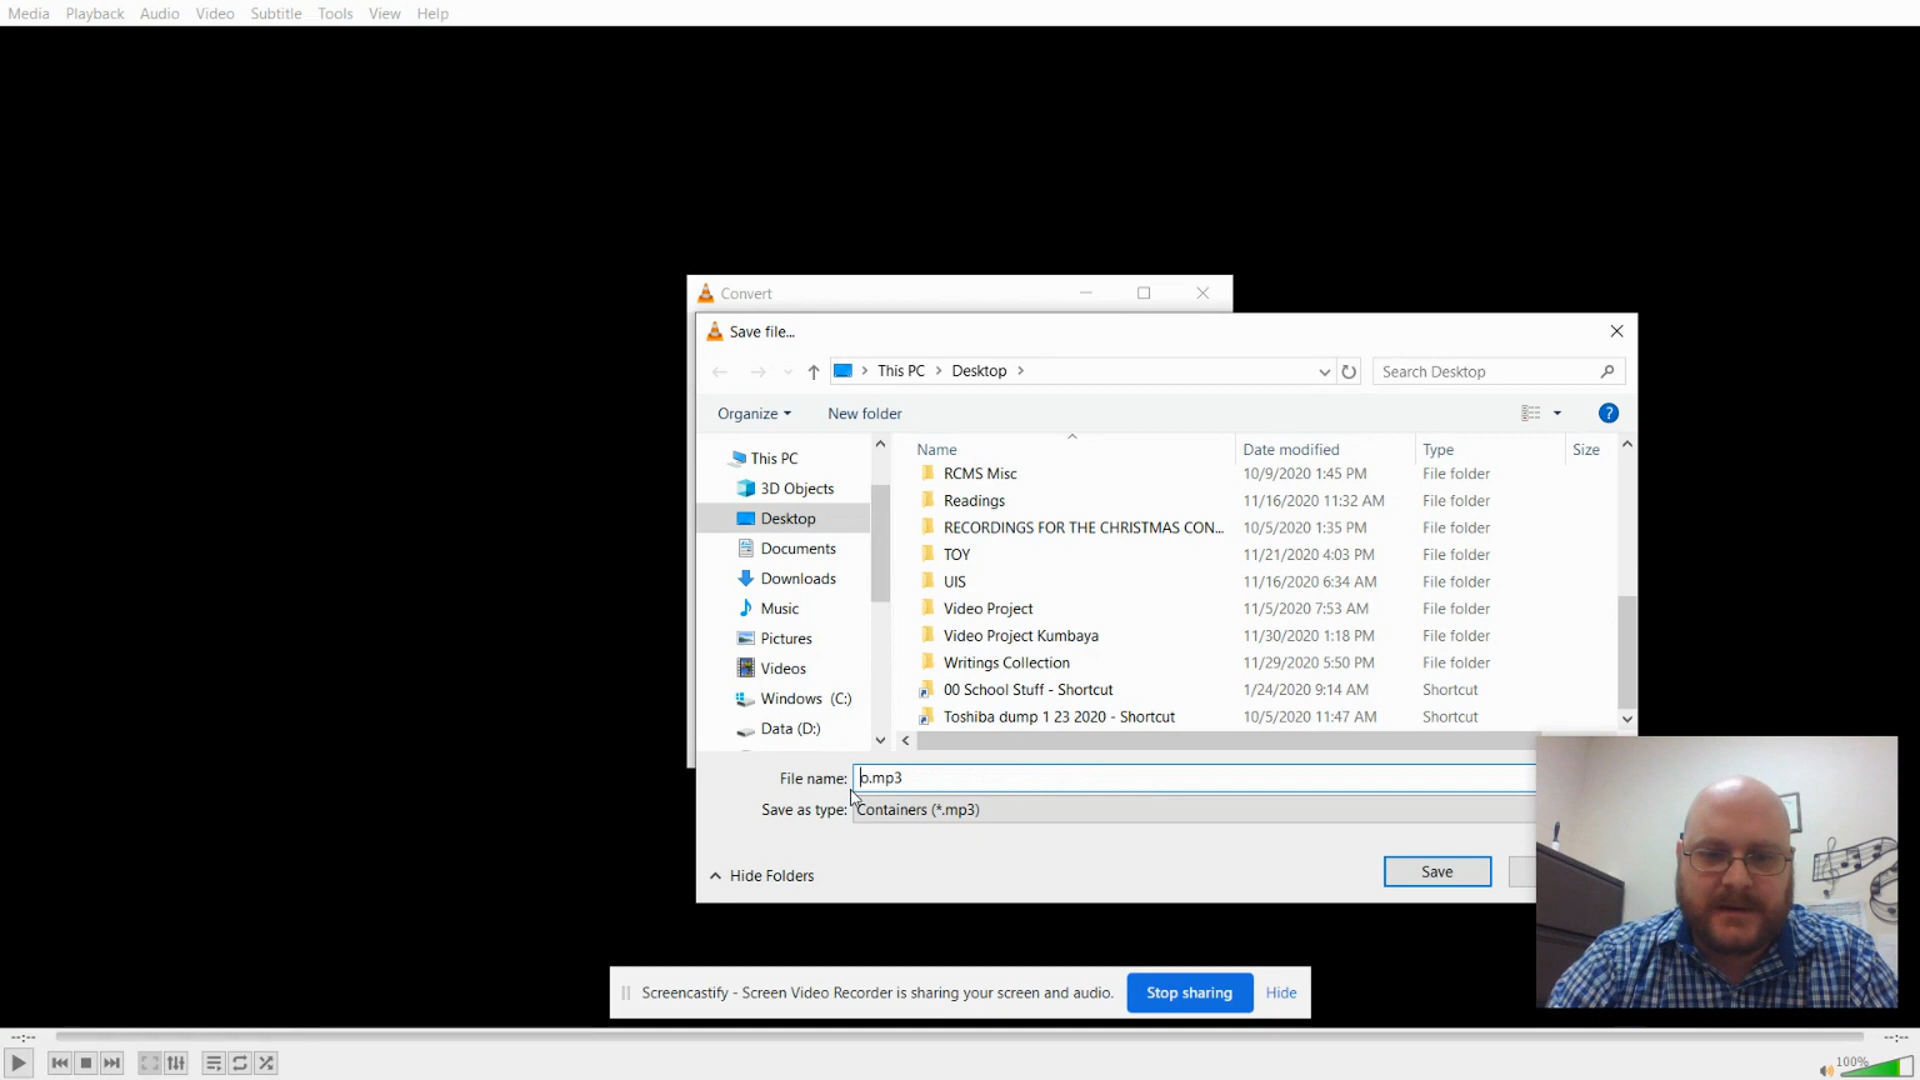 Media Playback Audio Video Subtitle Tools View Help
Convert
Save file...
This PC Desktop
Search Desktop
Organize New folder
?
Name Date modified Type Size
This PC
3D Objects
Desktop
Documents
Downloads
Music
Pictures
Videos
Windows (C:)
Data (D:)
RCMS Misc 10/9/2020 1:45 PM File folder
Readings 11/16/2020 11:32 AM File folder
RECORDINGS FOR THE CHRISTMAS CON... 10/5/2020 1:35 PM File folder
TOY 11/21/2020 4:03 PM File folder
UIS 11/16/2020 6:34 AM File folder
Video Project 11/5/2020 7:53 AM File folder
Video Project Kumbaya 11/30/2020 1:18 PM File folder
Writings Collection 11/29/2020 5:50 PM File folder
00 School Stuff - Shortcut 1/24/2020 9:14 AM Shortcut
Toshiba dump 1 23 2020 - Shortcut 10/5/2020 11:47 AM Shortcut
File name: o.mp3
Save as type: Containers (*.mp3)
Hide Folders
Save
Screencastify - Screen Video Recorder is sharing your screen and audio. Stop sharing Hide
--:-- --:--
100%